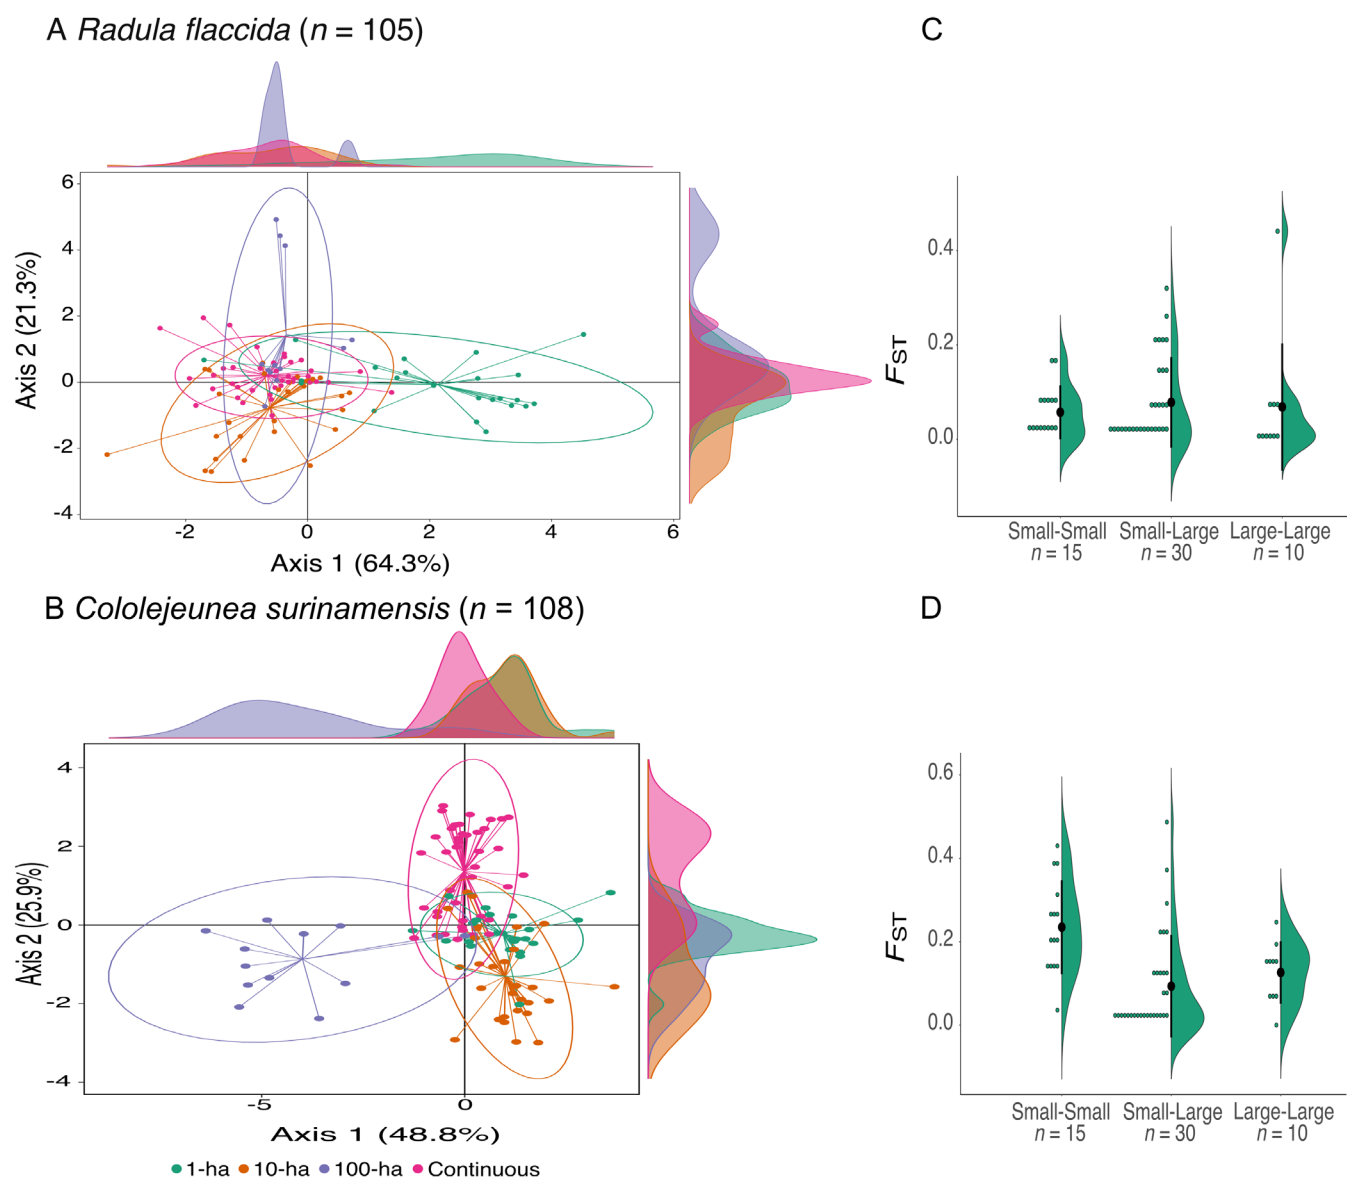 A Radula flaccida (n = 105)
C
6
4
2
0
-2
-4
Axis 2 (21.3%)
-2 0 2 4 6
Axis 1 (64.3%)
0.4
0.2
0.0
FST
Small-Small Small-Large Large-Large
n = 15 n = 30 n = 10
B Cololejeunea surinamensis (n = 108)
D
4
2
0
-2
-4
Axis 2 (25.9%)
-5 0
Axis 1 (48.8%)
1-ha 10-ha 100-ha Continuous
0.6
0.4
0.2
0.0
FST
Small-Small Small-Large Large-Large
n = 15 n = 30 n = 10